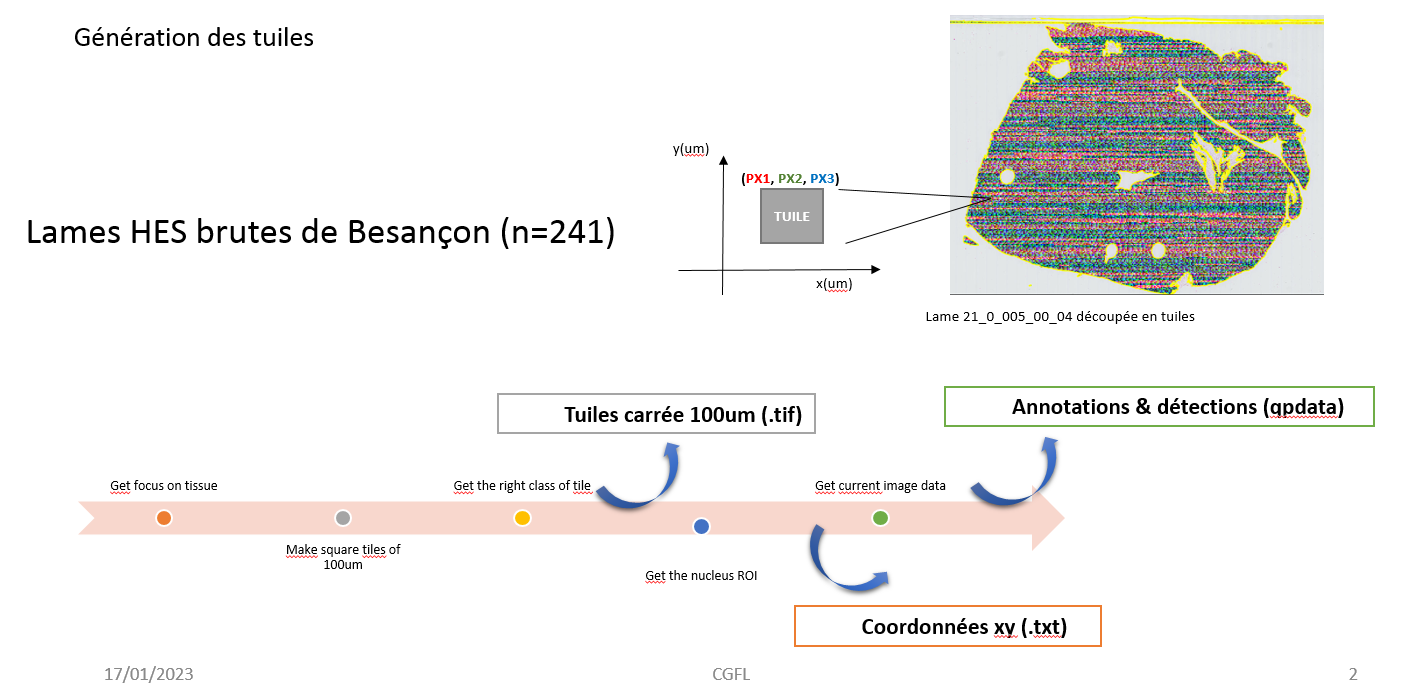 Génération des tuiles
y(um)
(PX1, PX2, PX3)
TUILE
Lames HES brutes de Besançon (n=241)
x(um)
Lame 21_0_005_00_04 découpée en tuiles
Tuiles carrée 100um (.tif)
Annotations & détections (qpdata)
Get focus on tissue
Get the right class of tile
Get current image data
Make square tiles of
100um
Get the nucleus ROI
Coordonnées xy (.txt)
17/01/2023
CGFL
2